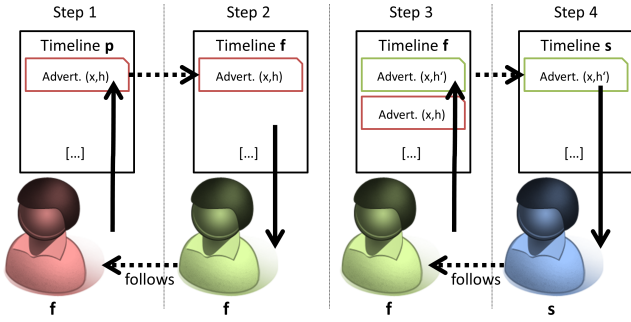 Step 1
Step 2
Step 3
Step 4
Timeline p
Timeline f
Timeline f
Timeline s
Advert. (x,h)
Advert. (x,h)
Advert. (x,h')
Advert. (x,h')
Advert. (x,h)
[...]
[...]
[...]
[...]
follows
follows
f
f
f
s